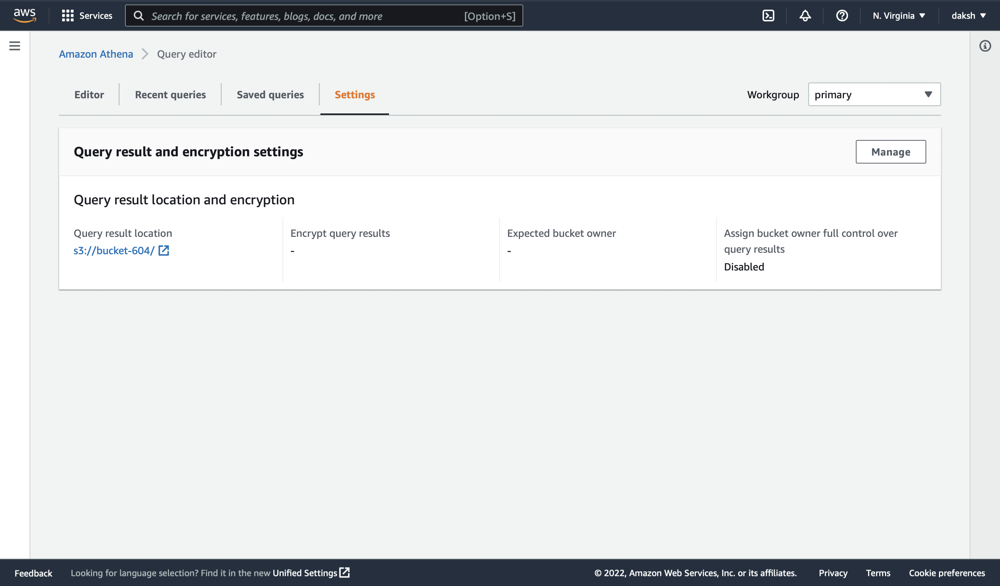 aws
Services
Search for services, features, blogs, docs, and more [Option+S]
N. Virginia
daksh
Amazon Athena
Query editor
Editor
Recent queries
Saved queries
Settings
Workgroup
primary
Query result and encryption settings
Manage
Query result location and encryption
Query result location
s3://bucket-604/
Encrypt query results
-
Expected bucket owner
-
Assign bucket owner full control over
query results
Disabled
Feedback
Looking for language selection? Find it in the new Unified Settings
© 2022, Amazon Web Services, Inc. or its affiliates.
Privacy
Terms
Cookie preferences